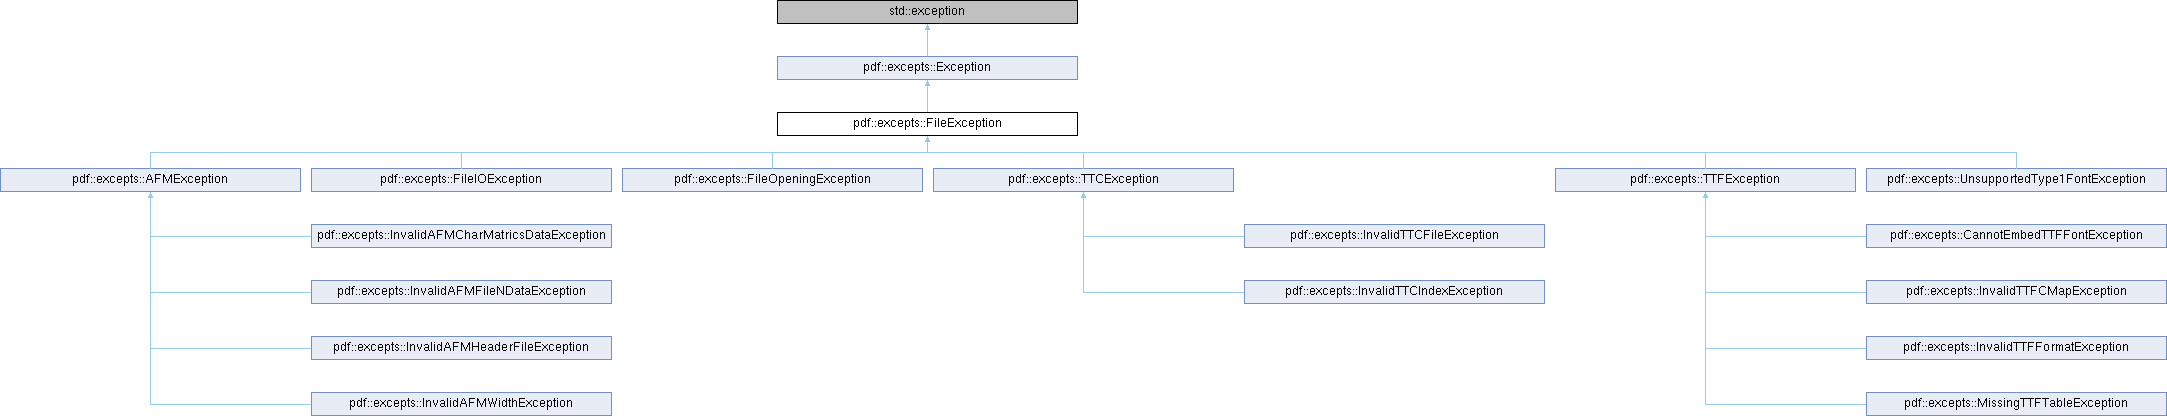 std::exception
pdf::excepts::Exception
pdf::excepts::FileException
pdf::excepts::AFMException
pdf::excepts::FileIOException
pdf::excepts::FileOpeningException
pdf::excepts::TTCException
pdf::excepts::TTFException
pdf::excepts::UnsupportedType1FontException
pdf::excepts::InvalidAFMCharMatricsDataException
pdf::excepts::InvalidTTCFileException
pdf::excepts::CannotEmbedTTFFontException
pdf::excepts::InvalidAFMFileNDataException
pdf::excepts::InvalidTTCIndexException
pdf::excepts::InvalidTTFCMapException
pdf::excepts::InvalidAFMHeaderFileException
pdf::excepts::InvalidTTFFormatException
pdf::excepts::InvalidAFMWidthException
pdf::excepts::MissingTTFTableException